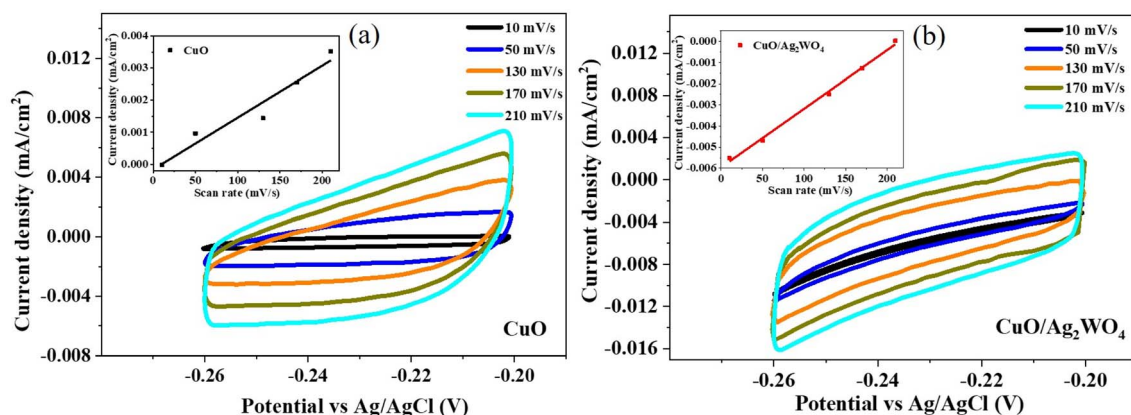 (a)
CuO
Current density (mA/cm²)
0.004
0.003
0.002
0.001
0.000
0 50 100 150 200
Scan rate (mV/s)
10 mV/s
50 mV/s
130 mV/s
170 mV/s
210 mV/s
Current density (mA/cm²)
0.012
0.008
0.004
0.000
-0.004
-0.008
CuO
-0.26 -0.24 -0.22 -0.20
Potential vs Ag/AgCl (V)
(b)
CuO/Ag₂WO₄
Current density (mA/cm²)
0.000
-0.001
-0.002
-0.003
-0.004
-0.005
-0.006
0 50 100 150 200
Scan rate (mV/s)
10 mV/s
50 mV/s
130 mV/s
170 mV/s
210 mV/s
Current density (mA/cm²)
0.012
0.008
0.004
0.000
-0.004
-0.008
-0.012
-0.016
CuO/Ag₂WO₄
-0.26 -0.24 -0.22 -0.20
Potential vs Ag/AgCl (V)